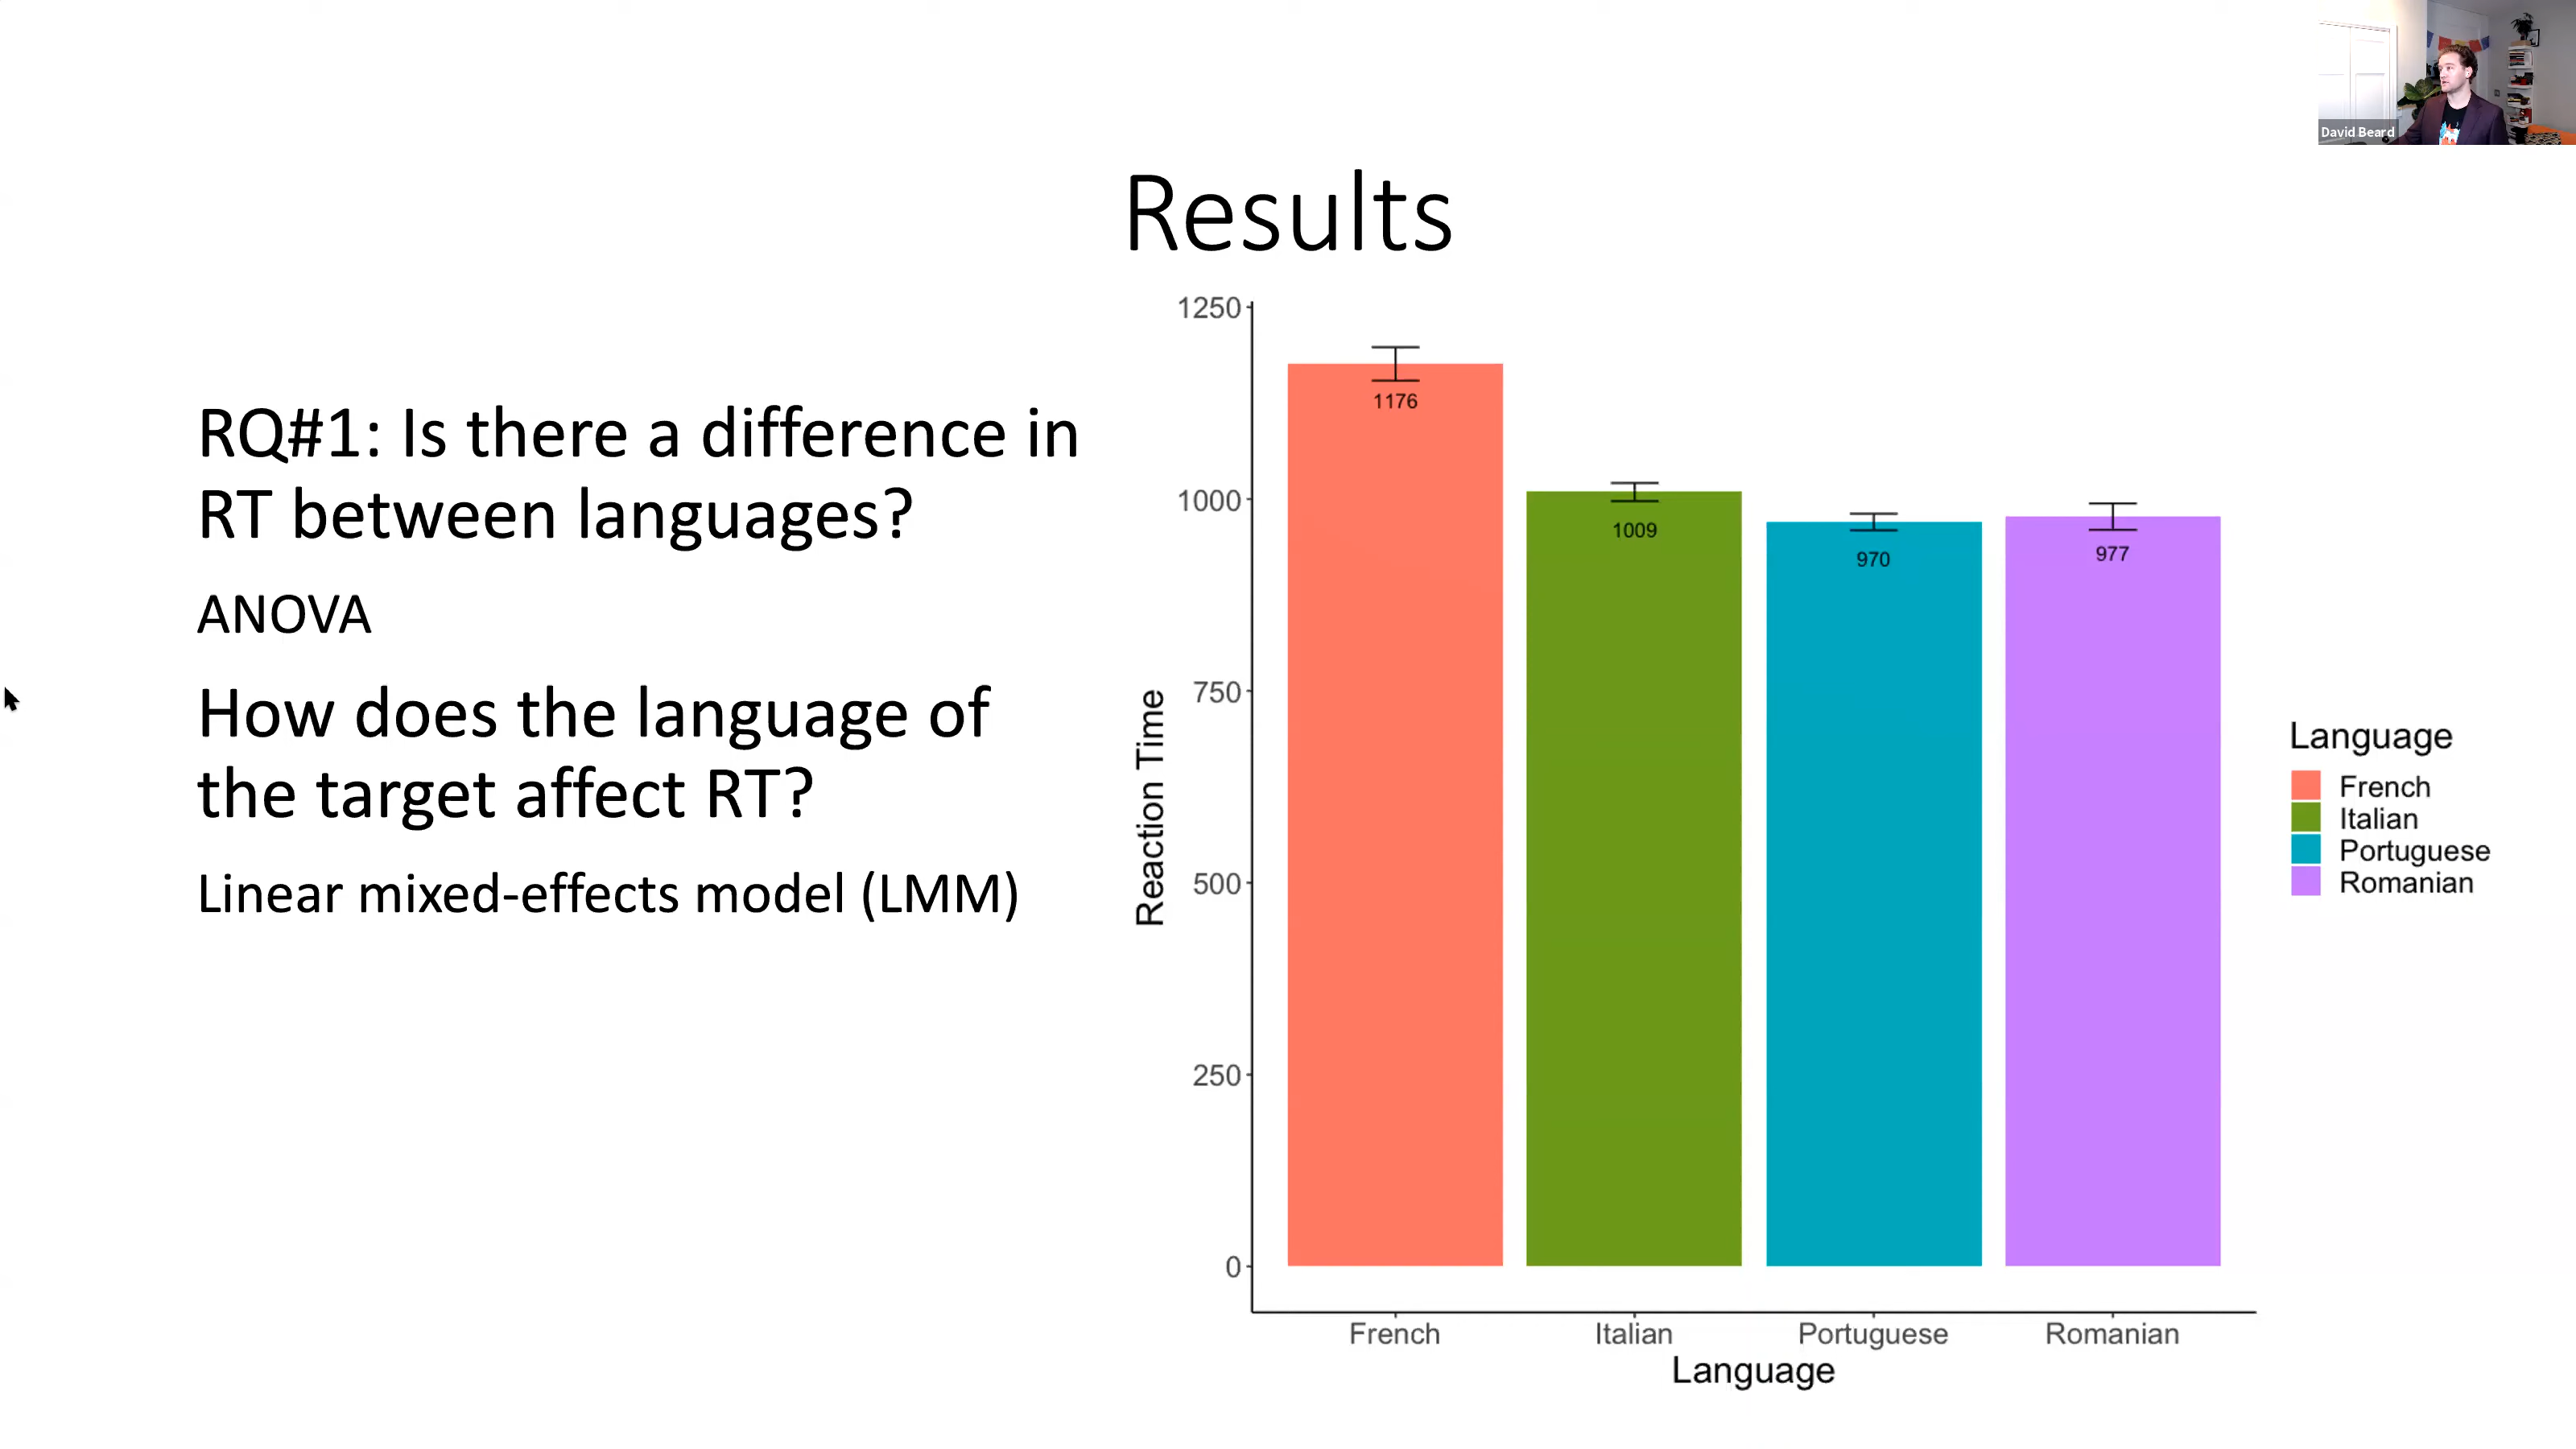 David Beard
Results
RQ#1: Is there a difference in
RT between languages?
ANOVA
How does the language of
the target affect RT?
Linear mixed-effects model (LMM)
1250
1000
750
500
250
0
Reaction Time
1176
1009
970
977
French
Italian
Portuguese
Romanian
Language
Language
French
Italian
Portuguese
Romanian